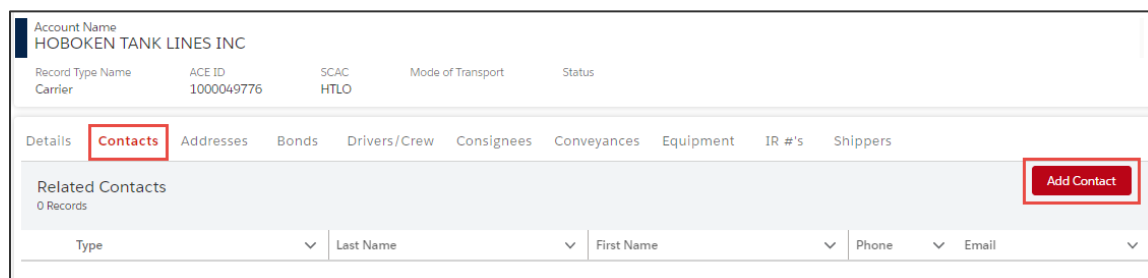 Account Name
HOBOKEN TANK LINES INC
Record Type Name ACE ID SCAC Mode of Transport Status
Carrier 1000049776 HTLO
Details Contacts Addresses Bonds Drivers/Crew Consignees Conveyances Equipment IR #'s Shippers
Related Contacts
0 Records
Add Contact
Type Last Name First Name Phone Email